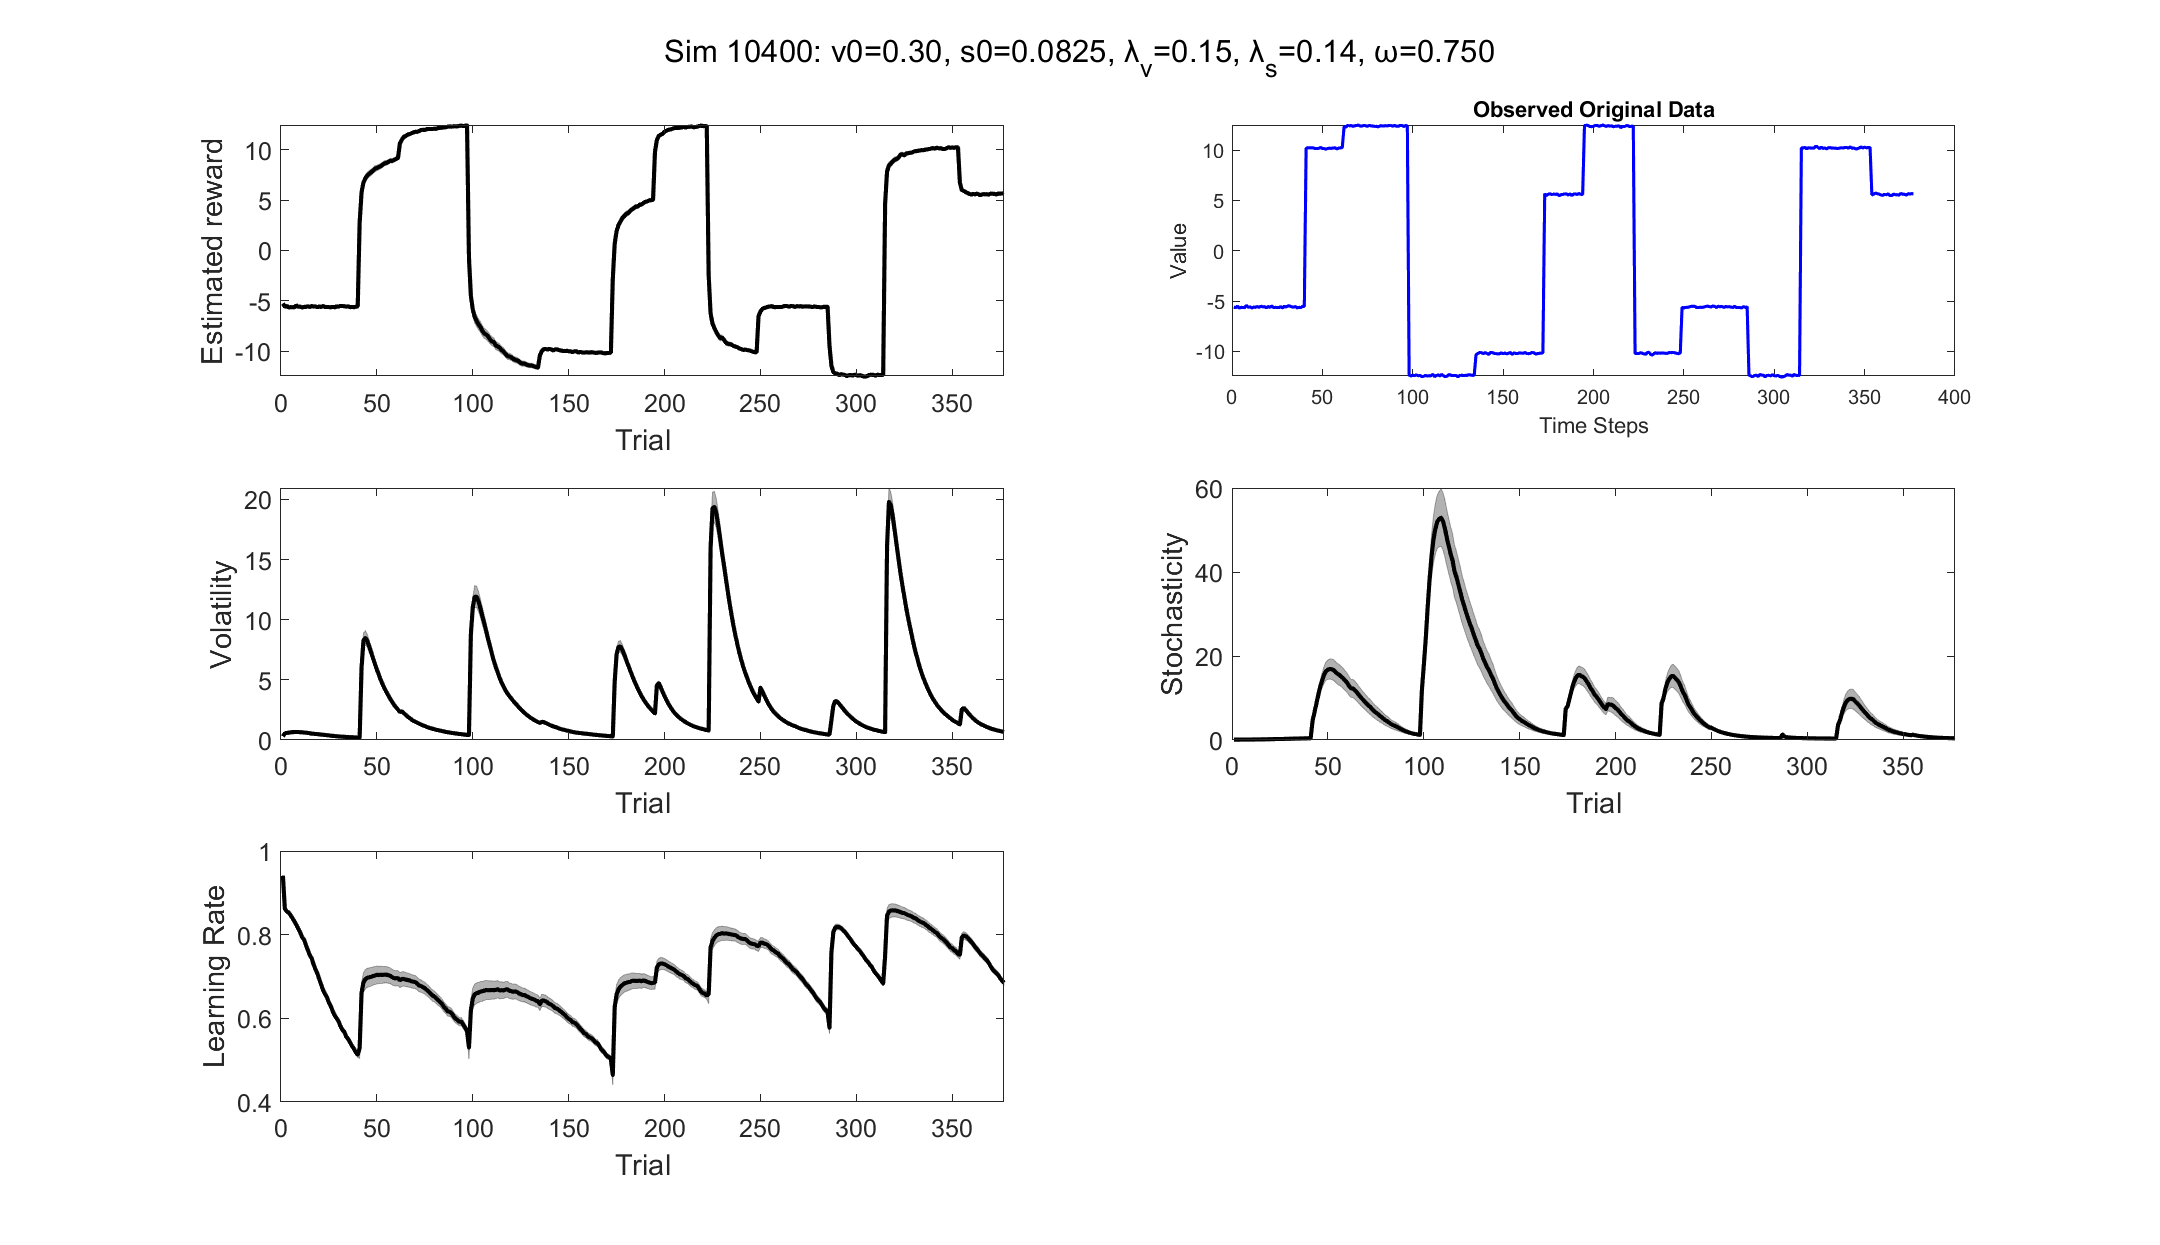 Sim 10400: v0=0.30, s0=0.0825, λ_v=0.15, λ_s=0.14, ω=0.750
Estimated reward
10
5
0
-5
-10
0 50 100 150 200 250 300 350
Trial
Observed Original Data
Value
10
5
0
-5
-10
0 50 100 150 200 250 300 350 400
Time Steps
Volatility
20
15
10
5
0
0 50 100 150 200 250 300 350
Trial
Stochasticity
60
40
20
0
0 50 100 150 200 250 300 350
Trial
Learning Rate
1
0.8
0.6
0.4
0 50 100 150 200 250 300 350
Trial